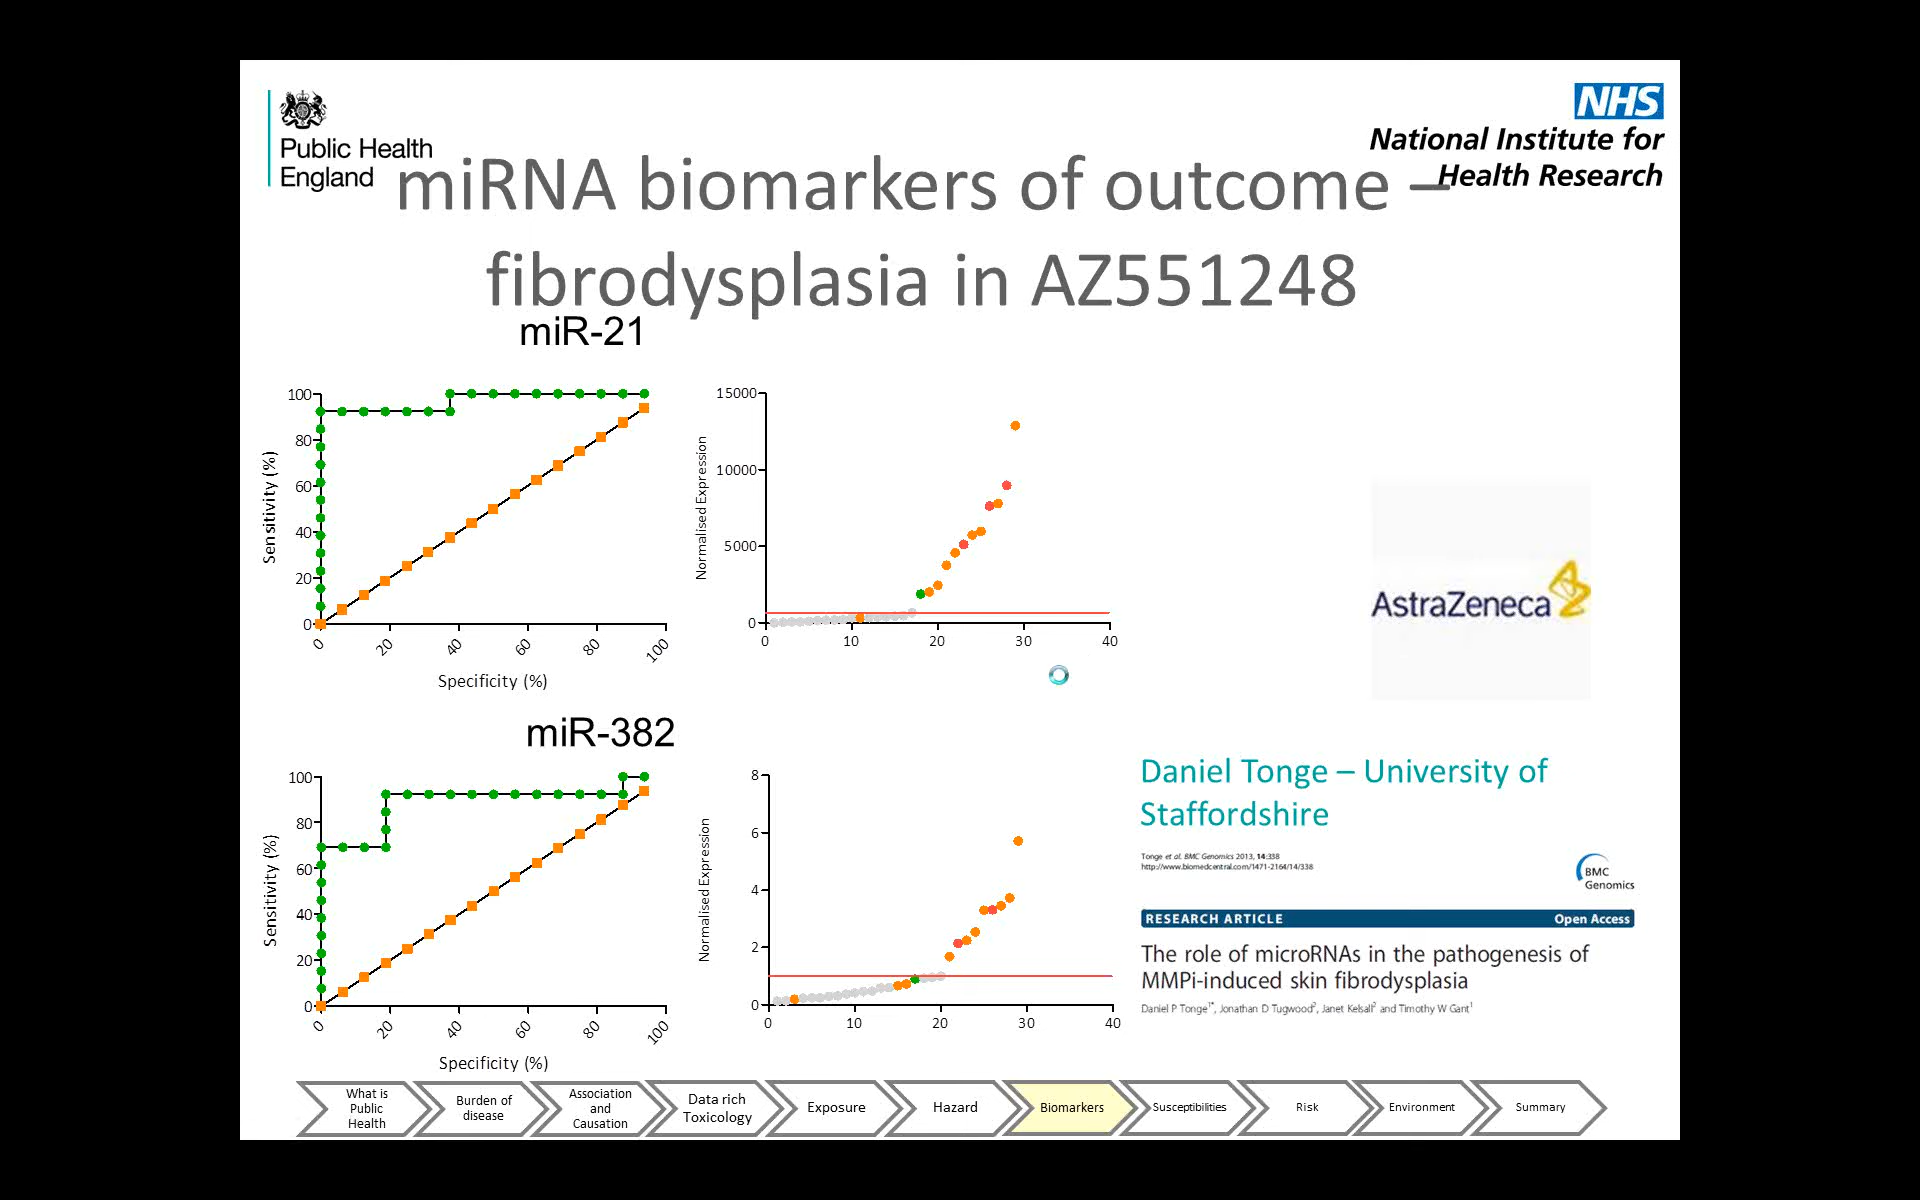 Public Health
England
NHS
National Institute for
Health Research
miRNA biomarkers of outcome –
fibrodysplasia in AZ551248
miR-21
100
80
60
40
20
0
Sensitivity (%)
0 20 40 60 80 100
Specificity (%)
15000
10000
5000
0
Normalised Expression
0 10 20 30 40
AstraZeneca
miR-382
100
80
60
40
20
0
Sensitivity (%)
0 20 40 60 80 100
Specificity (%)
8
6
4
2
0
Normalised Expression
0 10 20 30 40
Daniel Tonge – University of
Staffordshire
Tonge et al. BMC Genomics 2013, 14:338
http://www.biomedcentral.com/1471-2164/14/338
BMC
Genomics
RESEARCH ARTICLE Open Access
The role of microRNAs in the pathogenesis of
MMPi-induced skin fibrodysplasia
Daniel P Tonge1*, Jonathan D Tugwood2, Janet Kelsall2 and Timothy W Gant1
What is
Public
Health
Burden of
disease
Association
and
Causation
Data rich
Toxicology
Exposure
Hazard
Biomarkers
Susceptibilities
Risk
Environment
Summary